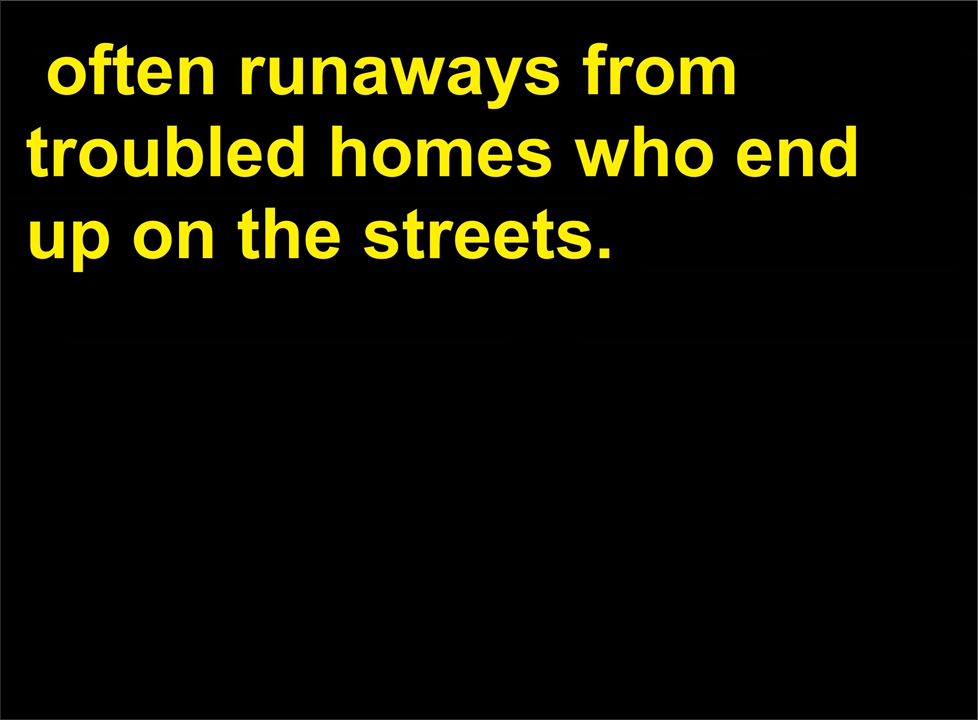 often runaways from
troubled homes who end
up on the streets.